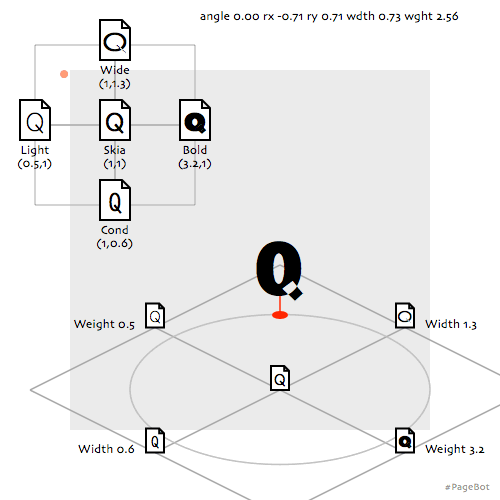 angle 0.00 rx -0.71 ry 0.71 wdth 0.73 wght 2.56
Q
Wide
(1,1.3)
Q Q Q
Light Skia Bold
(0.5,1) (1,1) (3.2,1)
Q
Cond
(1,0.6)
Q
Weight 0.5 Q Q Width 1.3
Q
Width 0.6 Q Q Weight 3.2
#PageBot